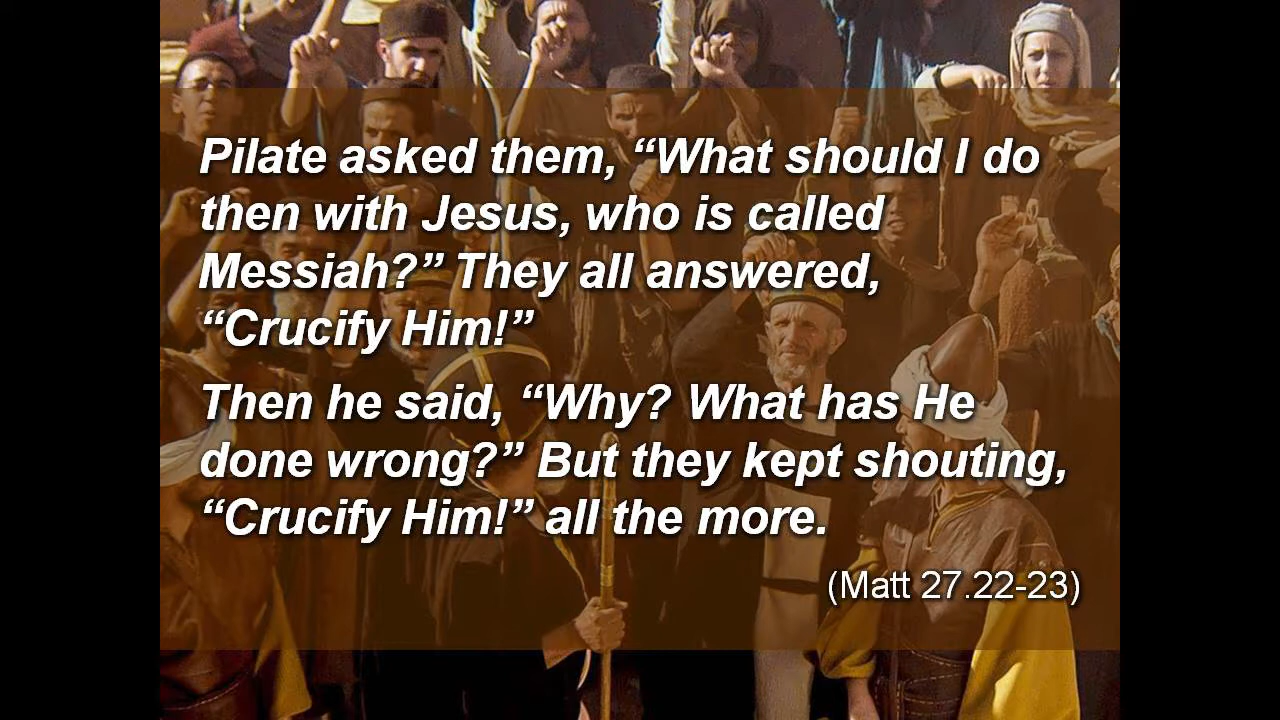 Pilate asked them, “What should I do
then with Jesus, who is called
Messiah?” They all answered,
“Crucify Him!”
Then he said, “Why? What has He
done wrong?” But they kept shouting,
“Crucify Him!” all the more.
(Matt 27.22-23)